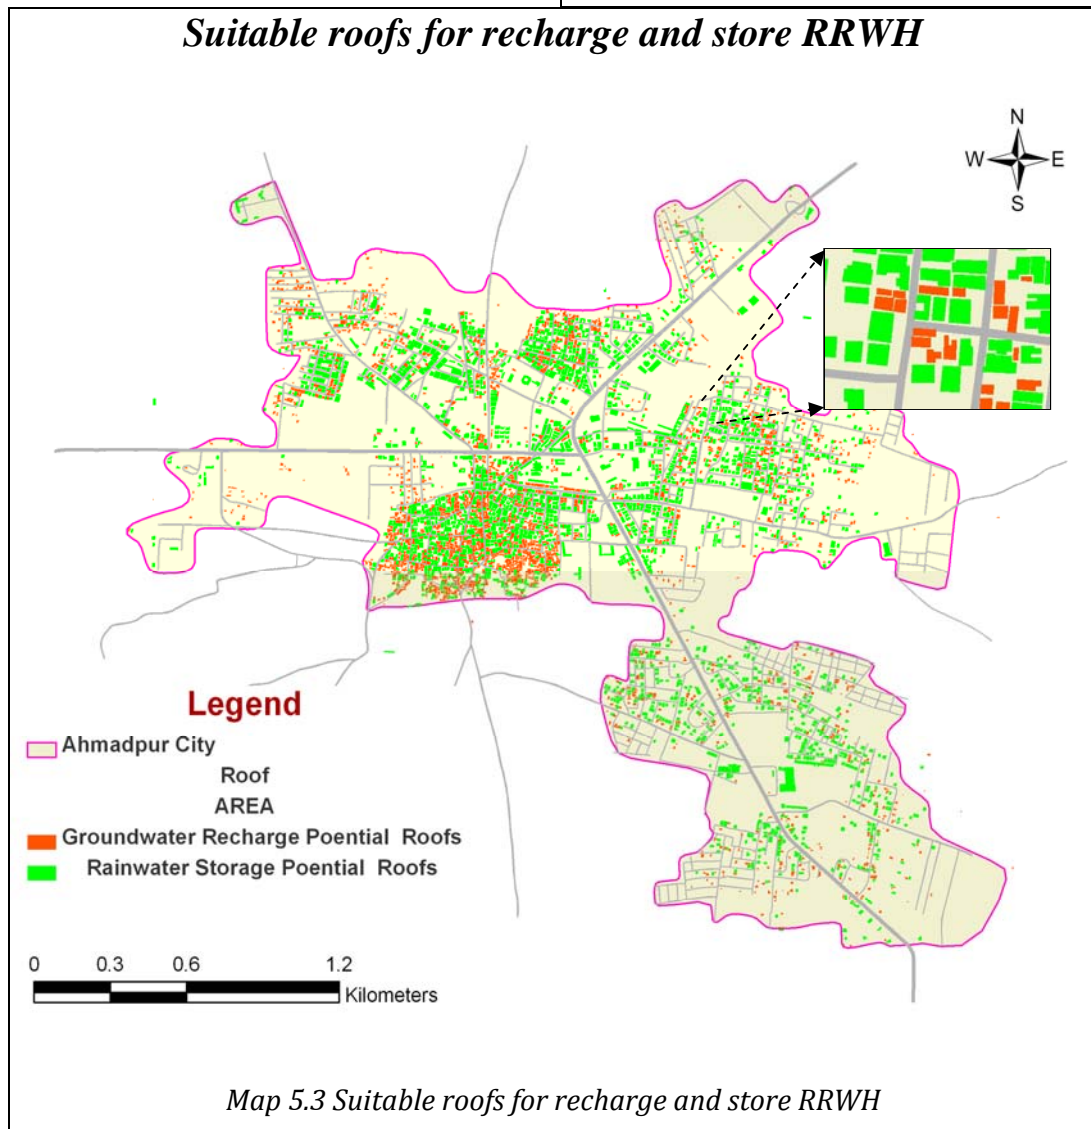 Suitable roofs for recharge and store RRWH
N
W E
S
Legend
Ahmadpur City
Roof
AREA
Groundwater Recharge Poential Roofs
Rainwater Storage Poential Roofs
0 0.3 0.6 1.2
Kilometers
Map 5.3 Suitable roofs for recharge and store RRWH